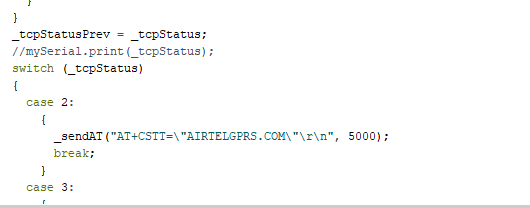 }
}
_tcpStatusPrev = _tcpStatus;
//mySerial.print(_tcpStatus);
switch (_tcpStatus)
{
case 2:
{
_sendAT("AT+CSTT=\"AIRTELGPRS.COM\"\r\n", 5000);
break;
}
case 3:
{